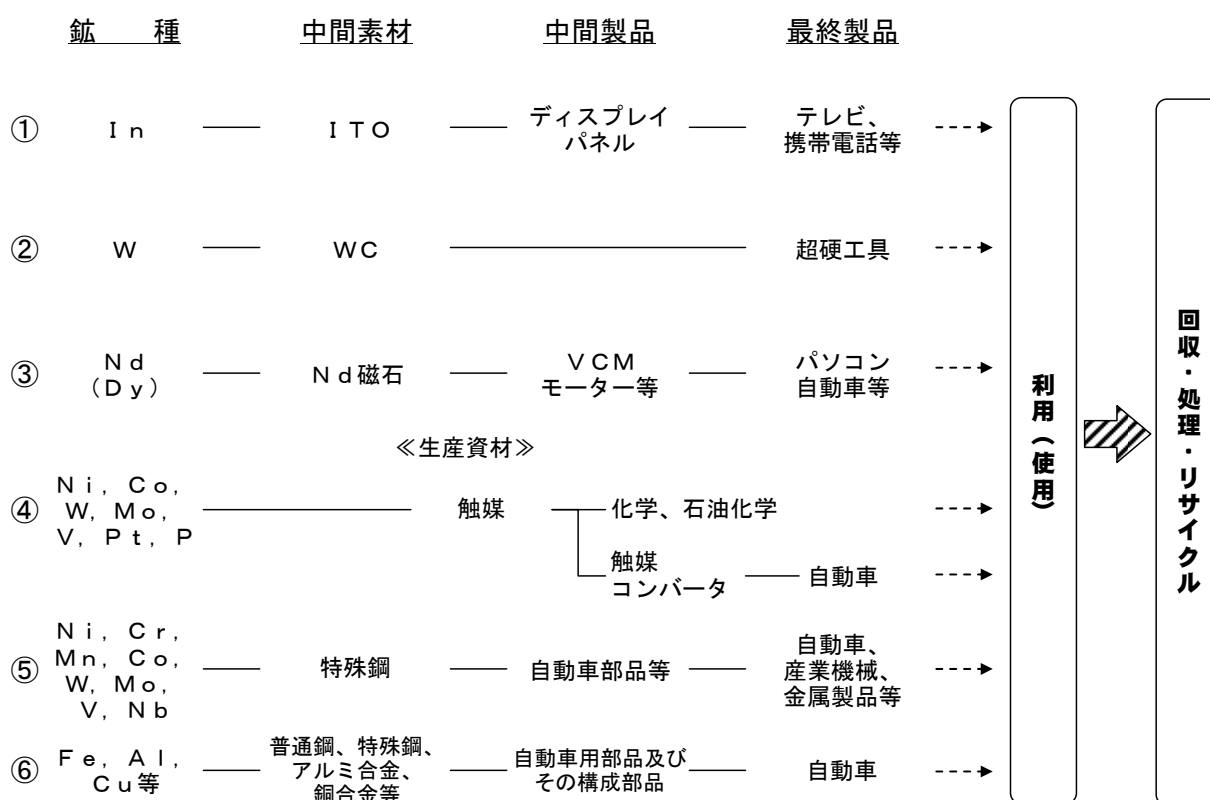 鉱　種 中間素材 中間製品 最終製品
① Ｉｎ ＩＴＯ ディスプレイ テレビ、
パネル 携帯電話等
② Ｗ ＷＣ 超硬工具
③ Ｎｄ Ｎｄ磁石 ＶＣＭ パソコン
（Ｄｙ） モーター等 自動車等
≪生産資材≫
④ Ｎｉ，Ｃｏ， 触媒 化学、石油化学
Ｗ，Ｍｏ，
Ｖ，Ｐｔ，Ｐ
触媒
コンバータ 自動車
⑤ Ｎｉ，Ｃｒ， 特殊鋼 自動車部品等 自動車、
Ｍｎ，Ｃｏ， 産業機械、
Ｗ，Ｍｏ， 金属製品等
Ｖ，Ｎｂ
⑥ Ｆｅ，Ａｌ， 普通鋼、特殊鋼、 自動車用部品及び 自動車
Ｃｕ等 アルミ合金、 その構成部品
銅合金等
利用（使用）
回収・処理・リサイクル